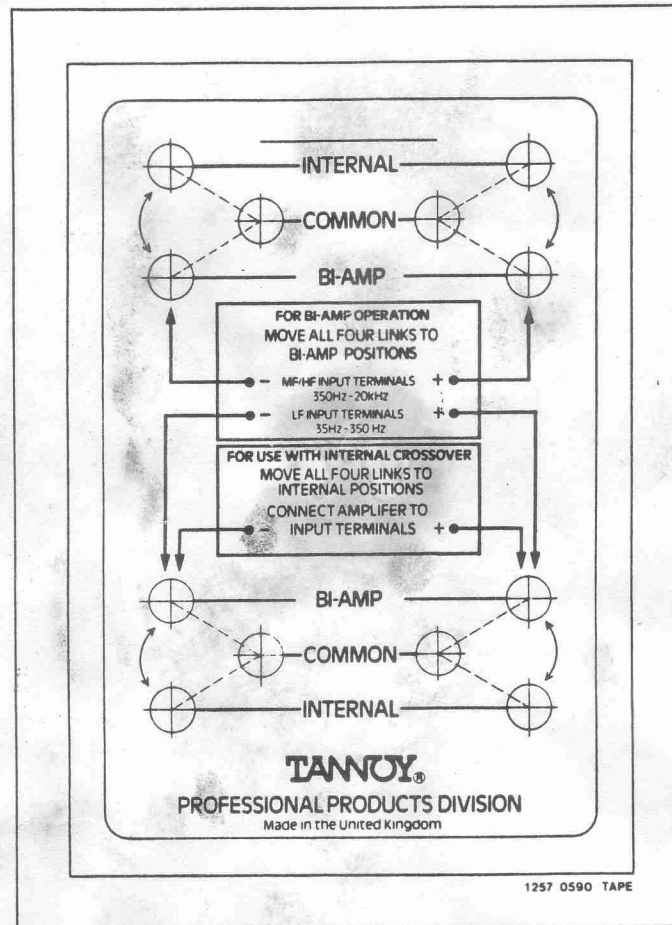 INTERNAL
COMMON
BI-AMP
FOR BI-AMP OPERATION
MOVE ALL FOUR LINKS TO
BI-AMP POSITIONS
- MF/HF INPUT TERMINALS +
350Hz-20kHz
- LF INPUT TERMINALS +
35Hz-350 Hz
FOR USE WITH INTERNAL CROSSOVER
MOVE ALL FOUR LINKS TO
INTERNAL POSITIONS
CONNECT AMPLIFER TO
- INPUT TERMINALS +
BI-AMP
COMMON
INTERNAL
TANNOY®
PROFESSIONAL PRODUCTS DIVISION
Made in the United Kingdom
1257 0590 TAPE